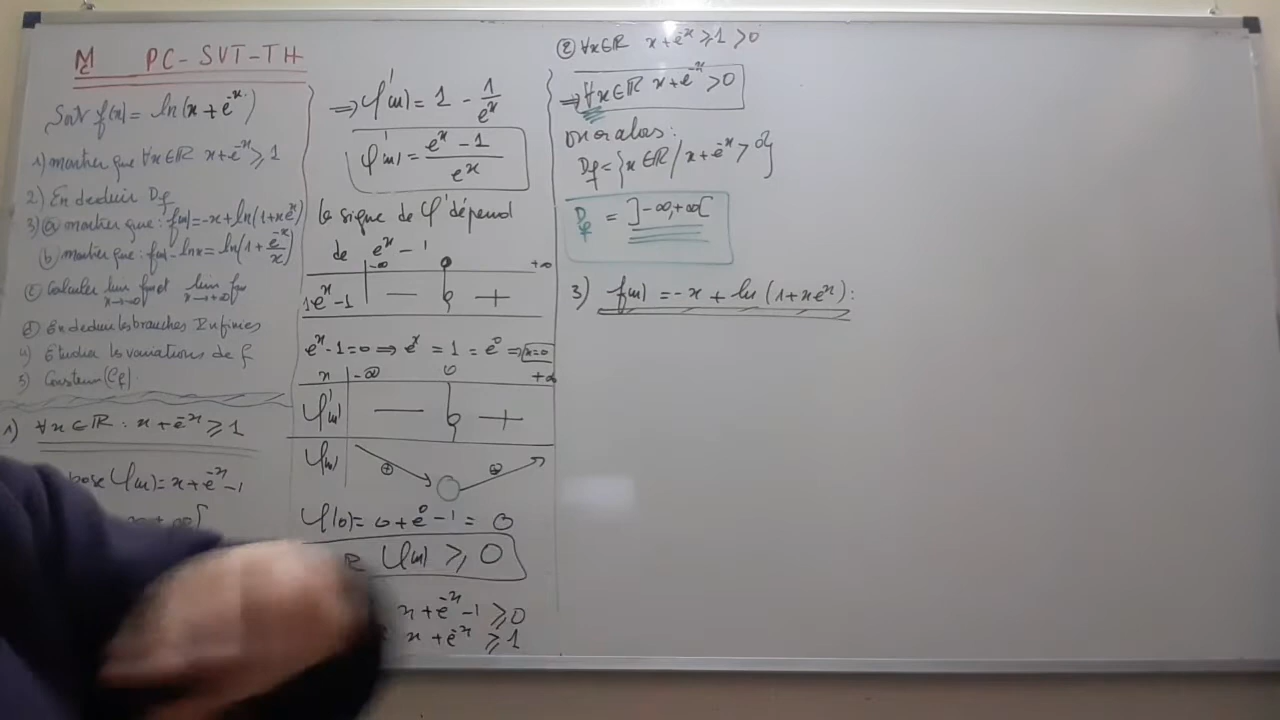 Mc PC-SVT-TH
Soit f(x) = ln(x + e^-x)
1) montrer que ∀x∈ℝ x + e^-x ≥ 1
2) En deduire Df
3) ⓐ montrer que : f(x) = -x + ln(1 + xe^x)
ⓑ montrer que : f(x) - lnx = ln(1 + e^-x/x)
ⓒ Calculer lim x→-∞ f(x) et lim x→+∞ f(x)
ⓓ En deduire les branches Infinies
4) Etudier les variations de f
5) Construire (Cf).
1) ∀x∈ℝ : x + e^-x ≥ 1
pose φ(x) = x + e^-x - 1
⇒ φ'(x) = 1 - 1/e^x
φ'(x) = (e^x - 1)/e^x
le signe de φ' dépend
de e^x - 1
-∞ 0 +∞
e^x - 1 — 0 +
e^x - 1 = 0 ⇒ e^x = 1 = e^0 ⇒ x=0
x -∞ 0 +∞
φ'(x) — 0 +
φ(x) ⊕ ⊕
φ(0) = 0 + e^0 - 1 = 0
φ(x) ≥ 0
x + e^-x - 1 ≥ 0
x + e^-x ≥ 1
② ∀x∈ℝ x + e^-x ≥ 1 > 0
⇒ ∀x∈ℝ x + e^-x > 0
on a alors :
Df = {x∈ℝ / x + e^-x > 0}
Df = ]-∞, +∞[
3) f(x) = -x + ln(1 + xe^x) :